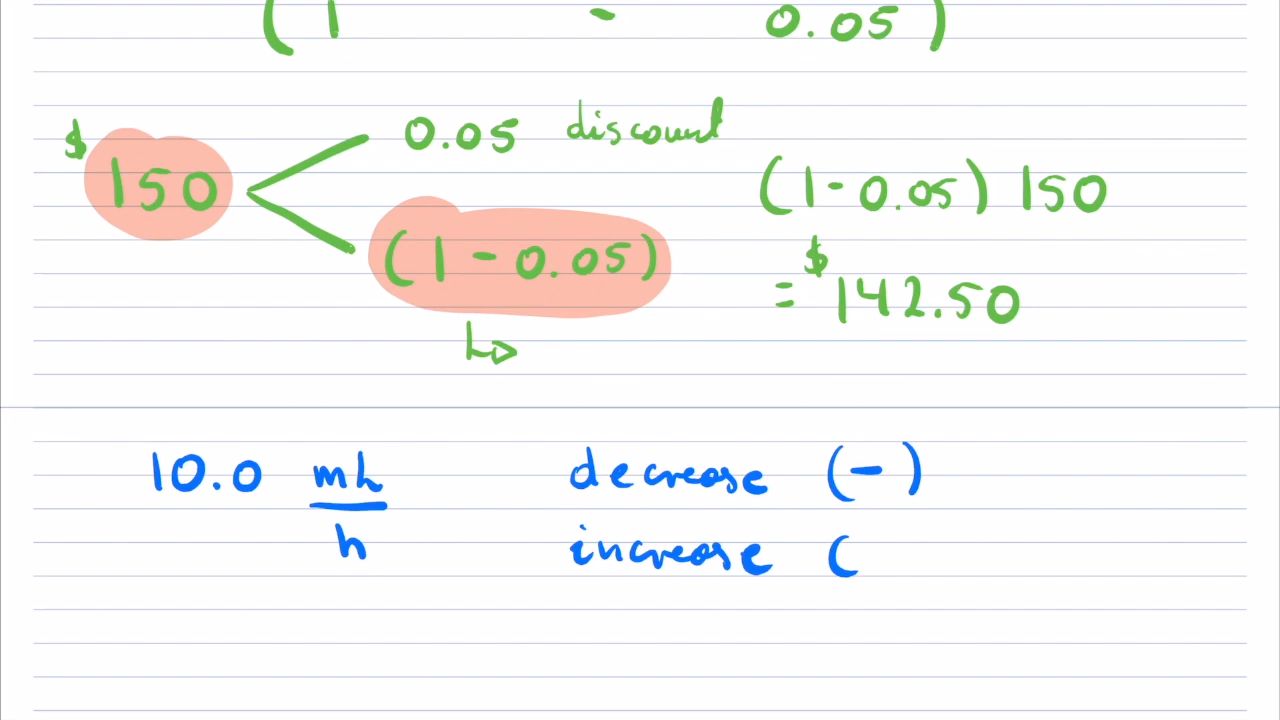 (1 - 0.05)
$150 0.05 discount
(1 - 0.05)
(1 - 0.05) 150
= $142.50
10.0 mL/h
decrease (-)
increase (